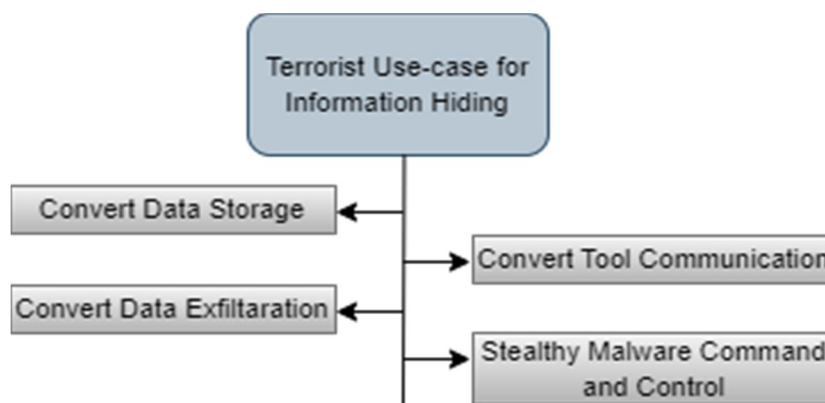 Terrorist Use-case for
Information Hiding
Convert Data Storage
Convert Tool Communication
Convert Data Exfiltaration
Stealthy Malware Command
and Control